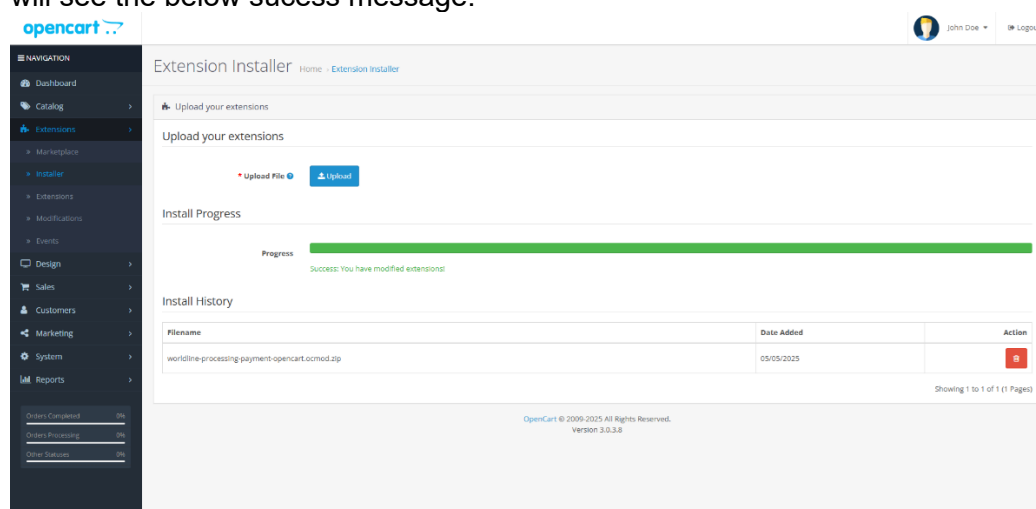 will see the below sucess message.
opencart
John Doe
Logou
NAVIGATION
Extension Installer Home › Extension Installer
Dashboard
Catalog
Upload your extensions
Extensions
Upload your extensions
» Marketplace
» Installer
* Upload File
Upload
» Extensions
» Modifications
Install Progress
» Events
Progress
Design
Success: You have modified extensions!
Sales
Install History
Customers
Filename Date Added Action
Marketing
worldline-processing-payment-opencart.ocmod.zip 05/05/2025
System
Reports
Showing 1 to 1 of 1 (1 Pages)
Orders Completed 0%
OpenCart © 2009-2025 All Rights Reserved.
Version 3.0.3.8
Orders Processing 0%
Other Statuses 0%